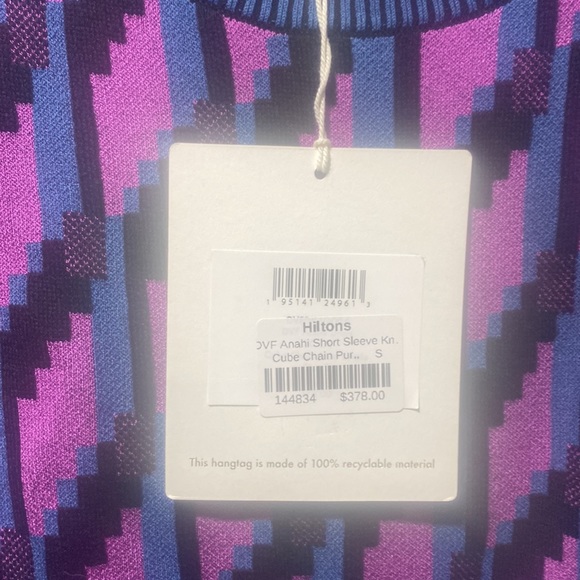 1 95141 24961 3
Hiltons
DVF Anahi Short Sleeve Kn.
Cube Chain Pur... S
144834 $378.00
This hangtag is made of 100% recyclable material